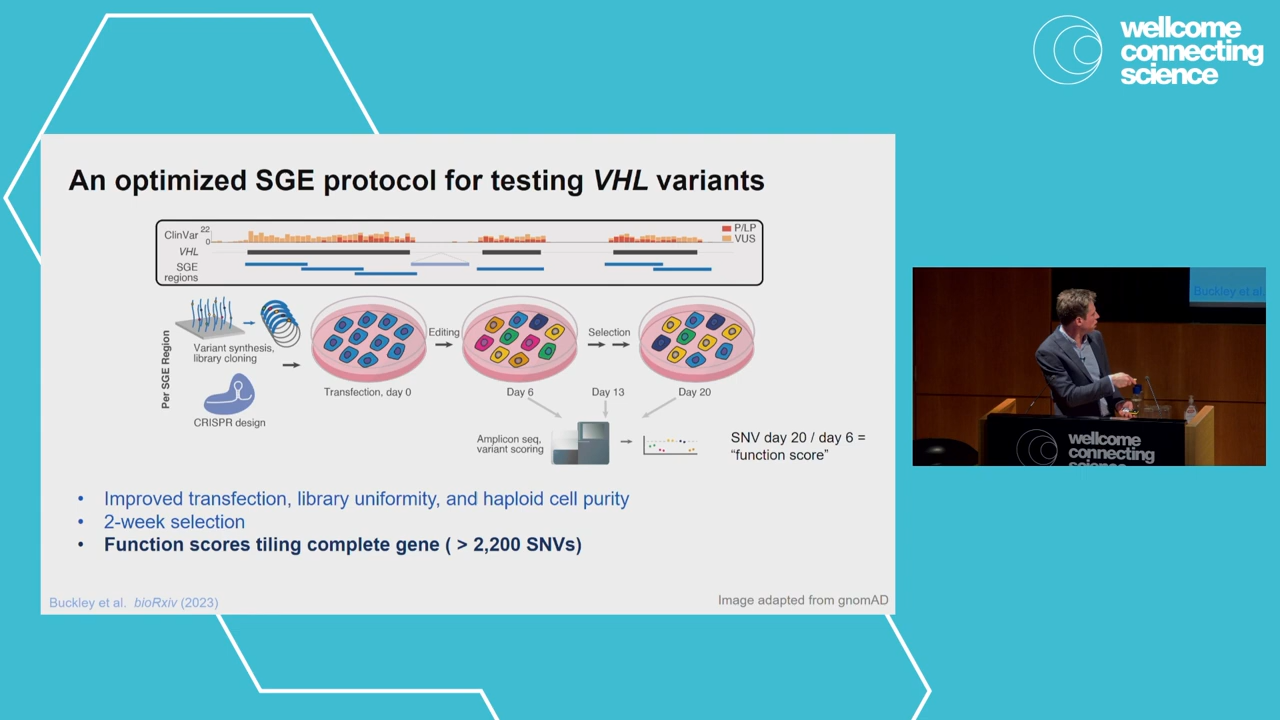 wellcome
connecting
science
An optimized SGE protocol for testing VHL variants
ClinVar
22
0
P/LP
VUS
VHL
SGE
regions
Per SGE Region
Variant synthesis,
library cloning
CRISPR design
Editing
Selection
Transfection, day 0
Day 6
Day 13
Day 20
Amplicon seq,
variant scoring
SNV day 20 / day 6 =
“function score”
• Improved transfection, library uniformity, and haploid cell purity
• 2-week selection
• Function scores tiling complete gene ( > 2,200 SNVs)
Buckley et al. bioRxiv (2023)
Image adapted from gnomAD
Buckley et al.
wellcome
connecting
science